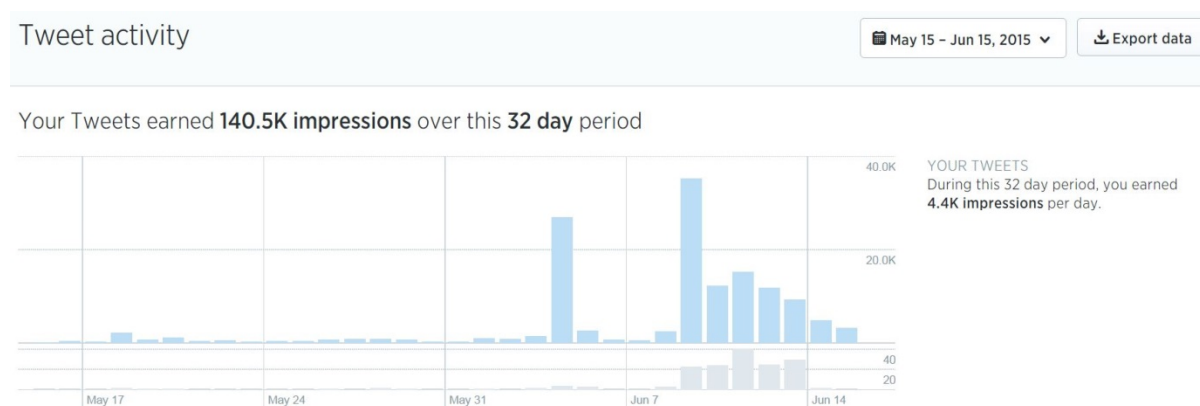 Tweet activity
May 15 – Jun 15, 2015
Export data
Your Tweets earned 140.5K impressions over this 32 day period
40.0K
20.0K
40
20
May 17
May 24
May 31
Jun 7
Jun 14
YOUR TWEETS
During this 32 day period, you earned
4.4K impressions per day.